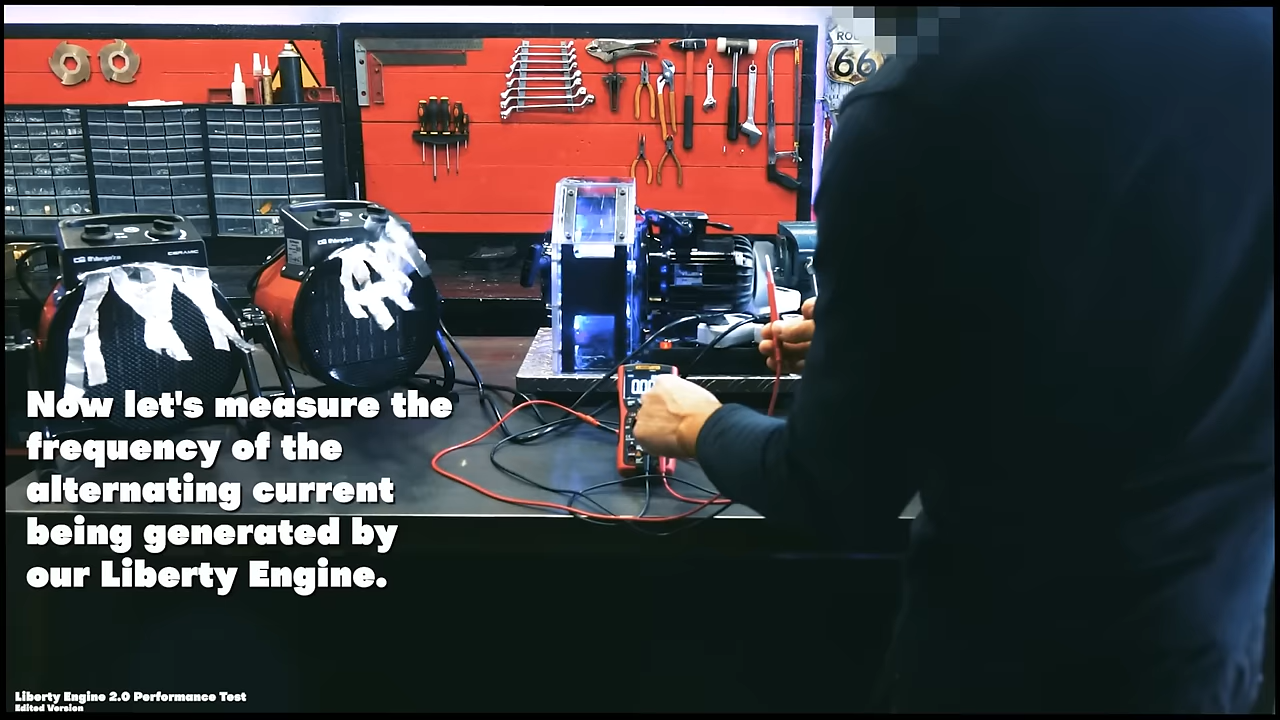 66
Now let's measure the
frequency of the
alternating current
being generated by
our Liberty Engine.
Liberty Engine 2.0 Performance Test
Edited Version